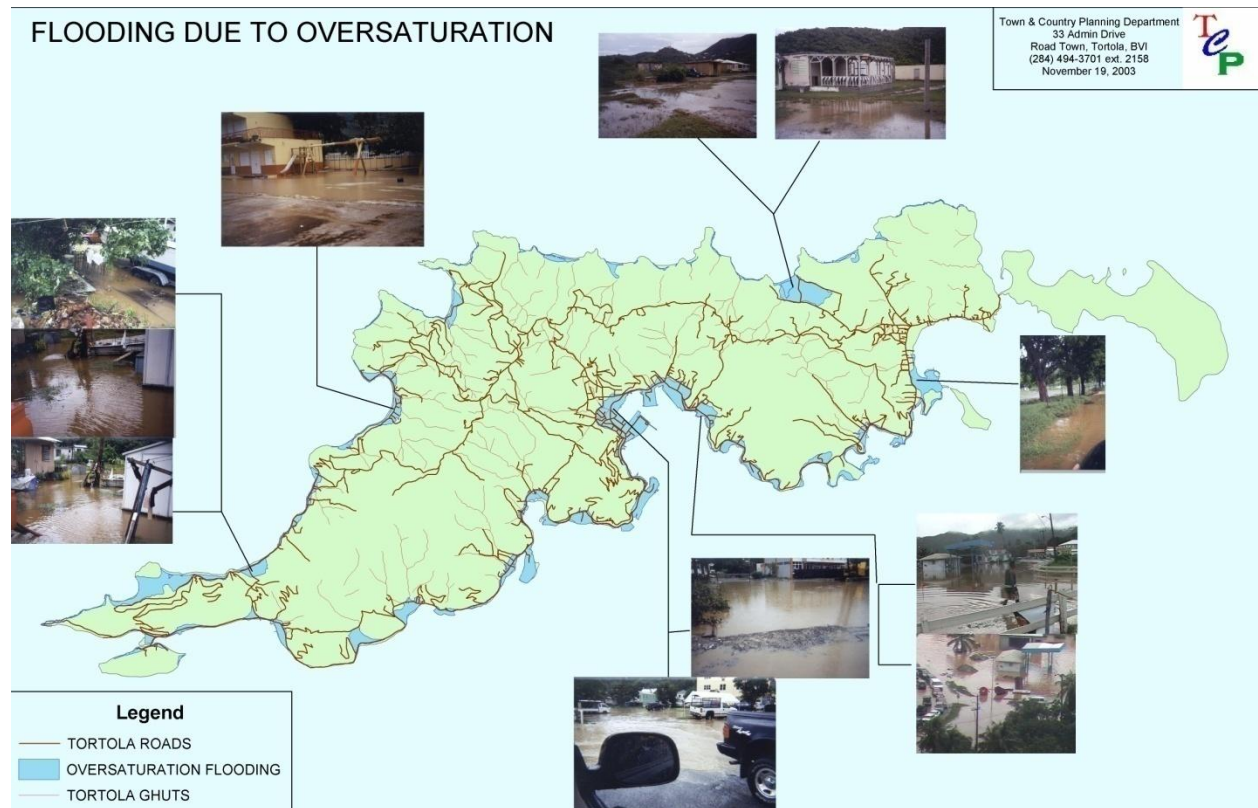 FLOODING DUE TO OVERSATURATION
Town & Country Planning Department
33 Admin Drive
Road Town, Tortola, BVI
(284) 494-3701 ext. 2158
November 19, 2003
TCP
Legend
TORTOLA ROADS
OVERSATURATION FLOODING
TORTOLA GHUTS